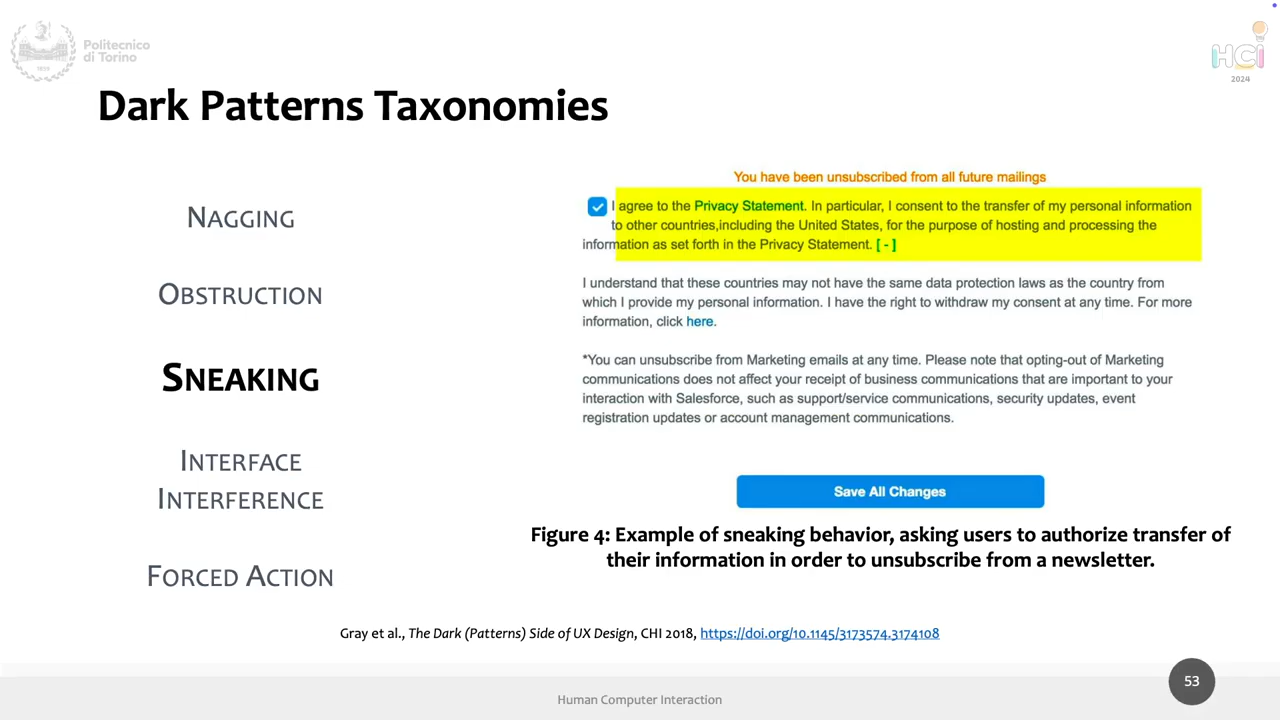 Politecnico
di Torino
1859
HCI
2024
Dark Patterns Taxonomies
NAGGING
OBSTRUCTION
SNEAKING
INTERFACE
INTERFERENCE
FORCED ACTION
You have been unsubscribed from all future mailings
I agree to the Privacy Statement. In particular, I consent to the transfer of my personal information
to other countries,including the United States, for the purpose of hosting and processing the
information as set forth in the Privacy Statement. [ - ]
I understand that these countries may not have the same data protection laws as the country from
which I provide my personal information. I have the right to withdraw my consent at any time. For more
information, click here.
*You can unsubscribe from Marketing emails at any time. Please note that opting-out of Marketing
communications does not affect your receipt of business communications that are important to your
interaction with Salesforce, such as support/service communications, security updates, event
registration updates or account management communications.
Save All Changes
Figure 4: Example of sneaking behavior, asking users to authorize transfer of
their information in order to unsubscribe from a newsletter.
Gray et al., The Dark (Patterns) Side of UX Design, CHI 2018, https://doi.org/10.1145/3173574.3174108
Human Computer Interaction
53